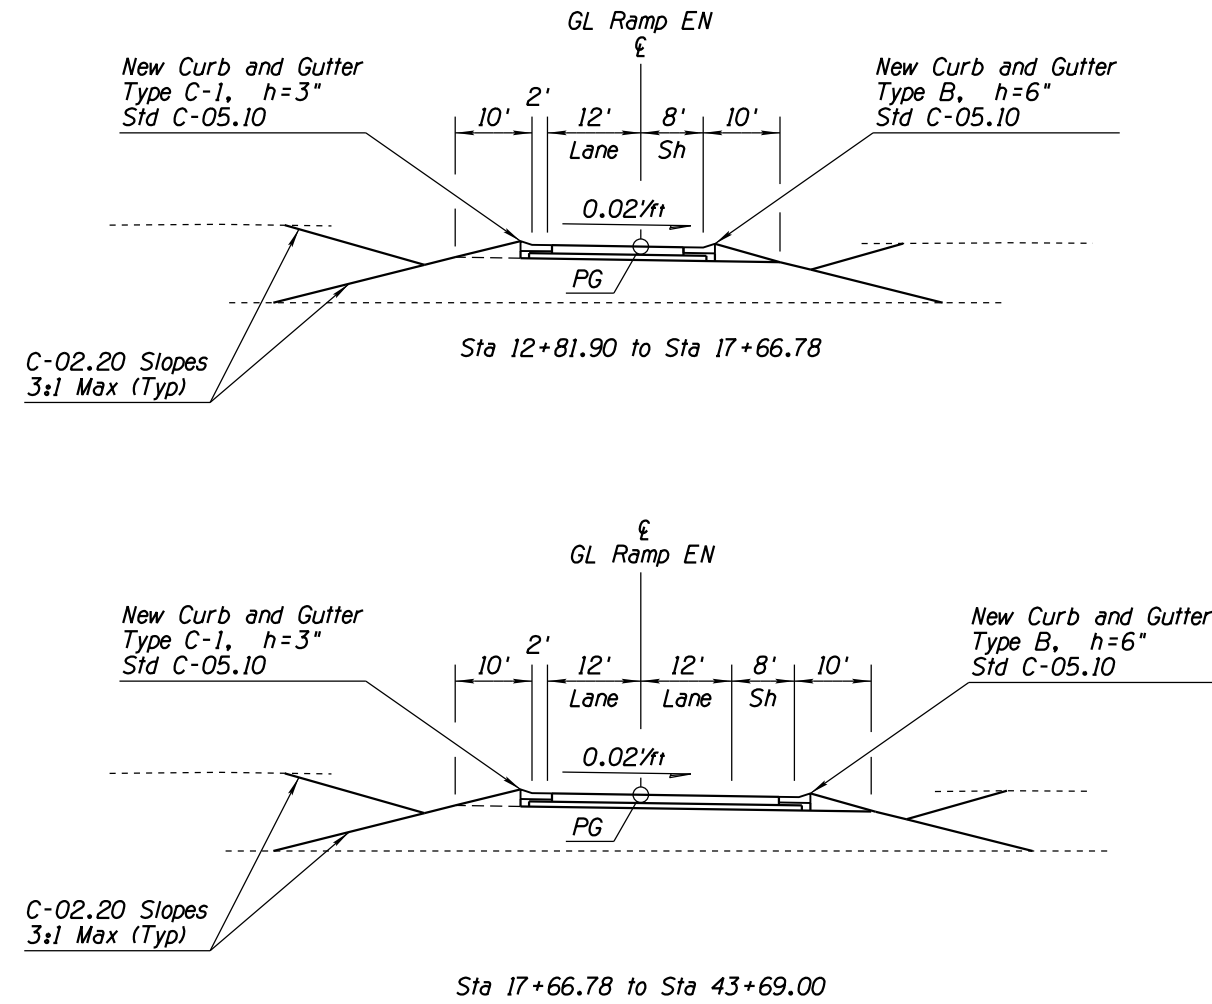 GL Ramp EN
℄
New Curb and Gutter
Type C-1, h=3"
Std C-05.10
New Curb and Gutter
Type B, h=6"
Std C-05.10
10' 2' 12' 8' 10'
Lane Sh
0.02'/ft
PG
C-02.20 Slopes
3:1 Max (Typ)
Sta 12+81.90 to Sta 17+66.78
℄
GL Ramp EN
New Curb and Gutter
Type C-1, h=3"
Std C-05.10
New Curb and Gutter
Type B, h=6"
Std C-05.10
10' 2' 12' 12' 8' 10'
Lane Lane Sh
0.02'/ft
PG
C-02.20 Slopes
3:1 Max (Typ)
Sta 17+66.78 to Sta 43+69.00